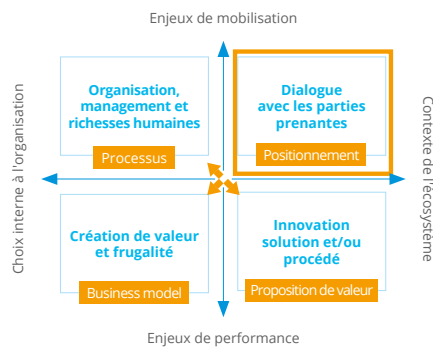 Enjeux de mobilisation
Choix interne à l'organisation
Organisation,
management et
richesses humaines
Processus
Dialogue
avec les parties
prenantes
Positionnement
Contexte de l'écosystème
Création de valeur
et frugalité
Business model
Innovation
solution et/ou
procédé
Proposition de valeur
Enjeux de performance